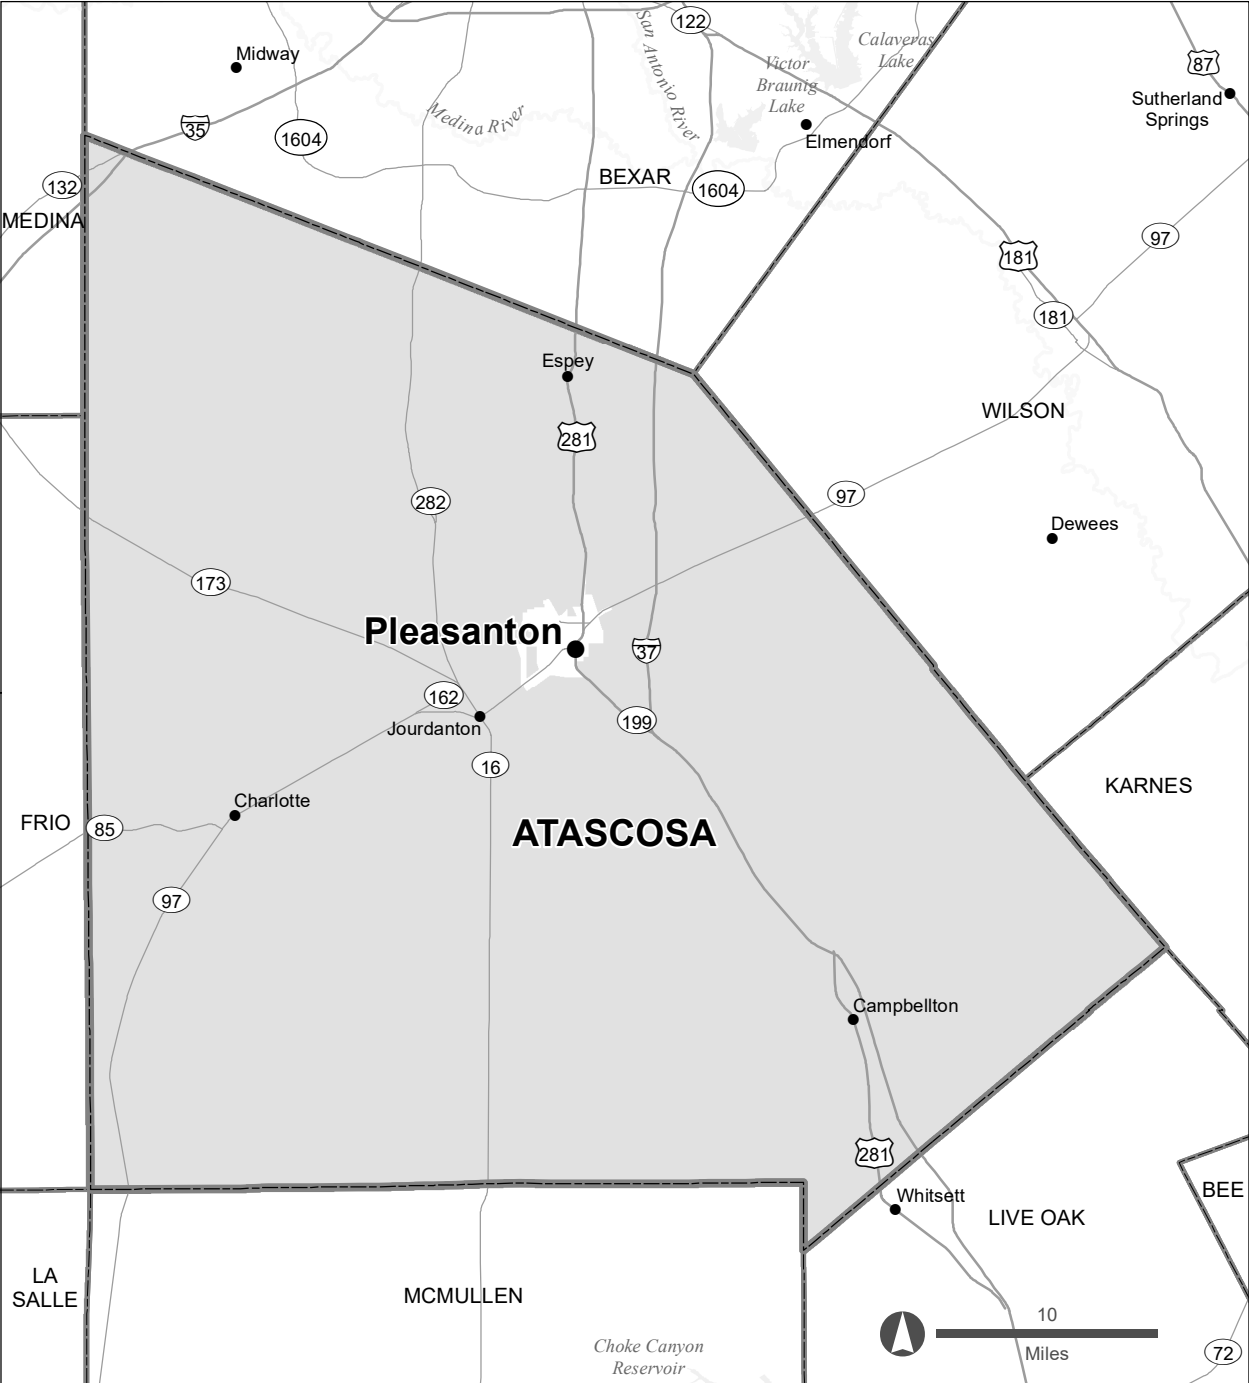 122
Midway
Calaveras
Lake
87
Victor
Braunig
Lake
San Antonio River
Medina River
Sutherland
Springs
35
1604
Elmendorf
BEXAR
132
1604
MEDINA
97
181
181
Espey
WILSON
281
97
282
Dewees
173
Pleasanton
37
162
199
Jourdanton
16
KARNES
Charlotte
FRIO
85
ATASCOSA
97
Campbellton
281
Whitsett
BEE
LIVE OAK
LA
SALLE
MCMULLEN
10
Miles
Choke Canyon
Reservoir
72